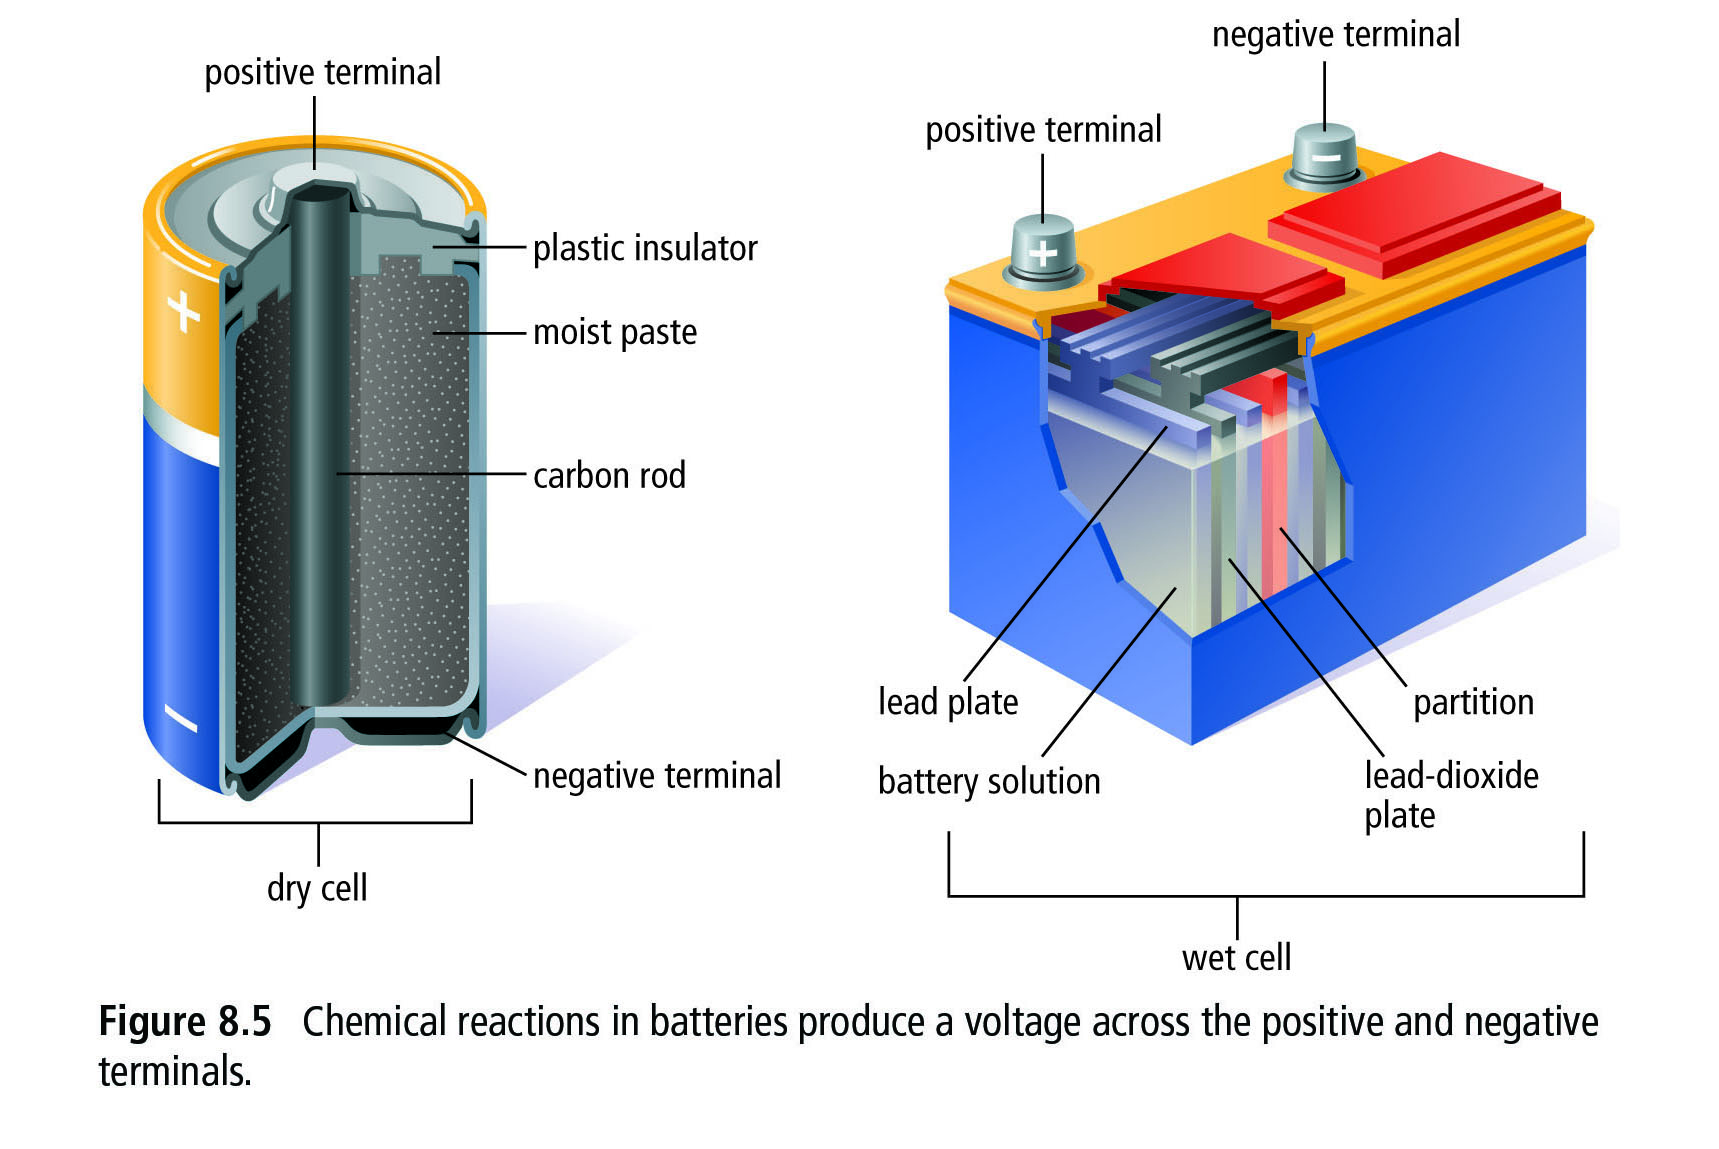 positive terminal
plastic insulator
moist paste
carbon rod
negative terminal
+
−
dry cell
negative terminal
positive terminal
−
+
lead plate
partition
battery solution
lead-dioxide
plate
wet cell
Figure 8.5 Chemical reactions in batteries produce a voltage across the positive and negative
terminals.